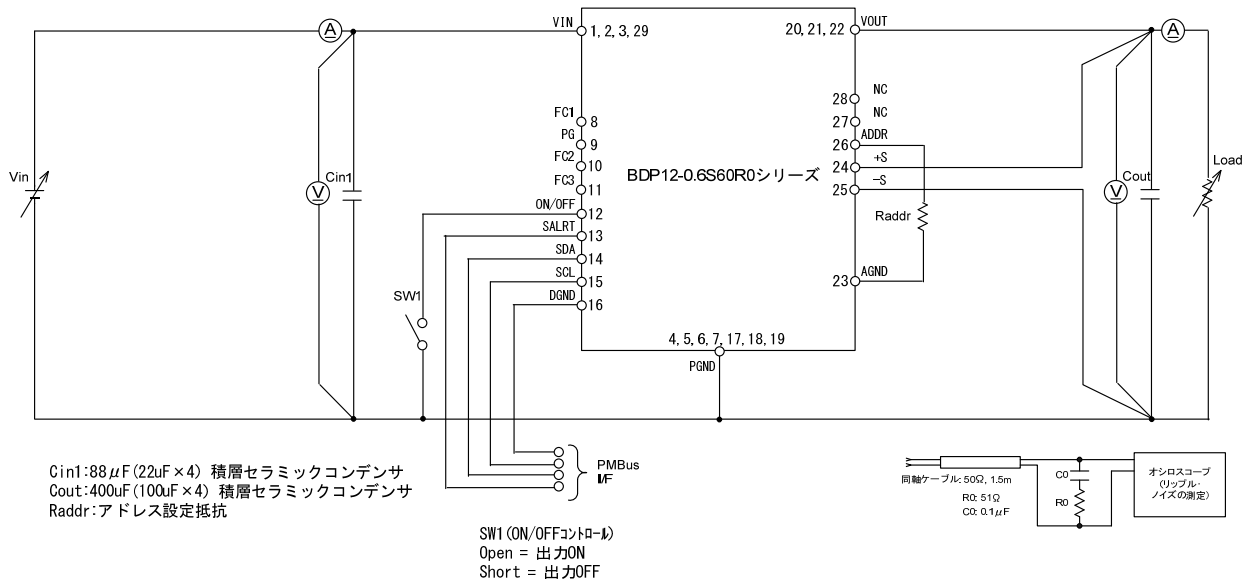 VIN
1, 2, 3, 29
A
FC1
8
PG
9
FC2
10
FC3
11
ON/OFF
12
SALRT
13
SDA
14
SCL
15
DGND
16
BDP12-0.6S60R0シリーズ
4, 5, 6, 7, 17, 18, 19
PGND
20, 21, 22
VOUT
A
28
NC
27
NC
26
ADDR
24
+S
25
-S
23
AGND
Raddr
Vin
V
Cin1
SW1
V
Cout
Load
PMBus
I/F
Cin1:88μF(22uF×4) 積層セラミックコンデンサ
Cout:400uF(100uF×4) 積層セラミックコンデンサ
Raddr:アドレス設定抵抗
SW1(ON/OFFコントロール)
Open = 出力ON
Short = 出力OFF
同軸ケーブル: 50Ω, 1.5m
R0: 51Ω
C0: 0.1μF
C0
R0
オシロスコープ
(リップル・
ノイズの測定)